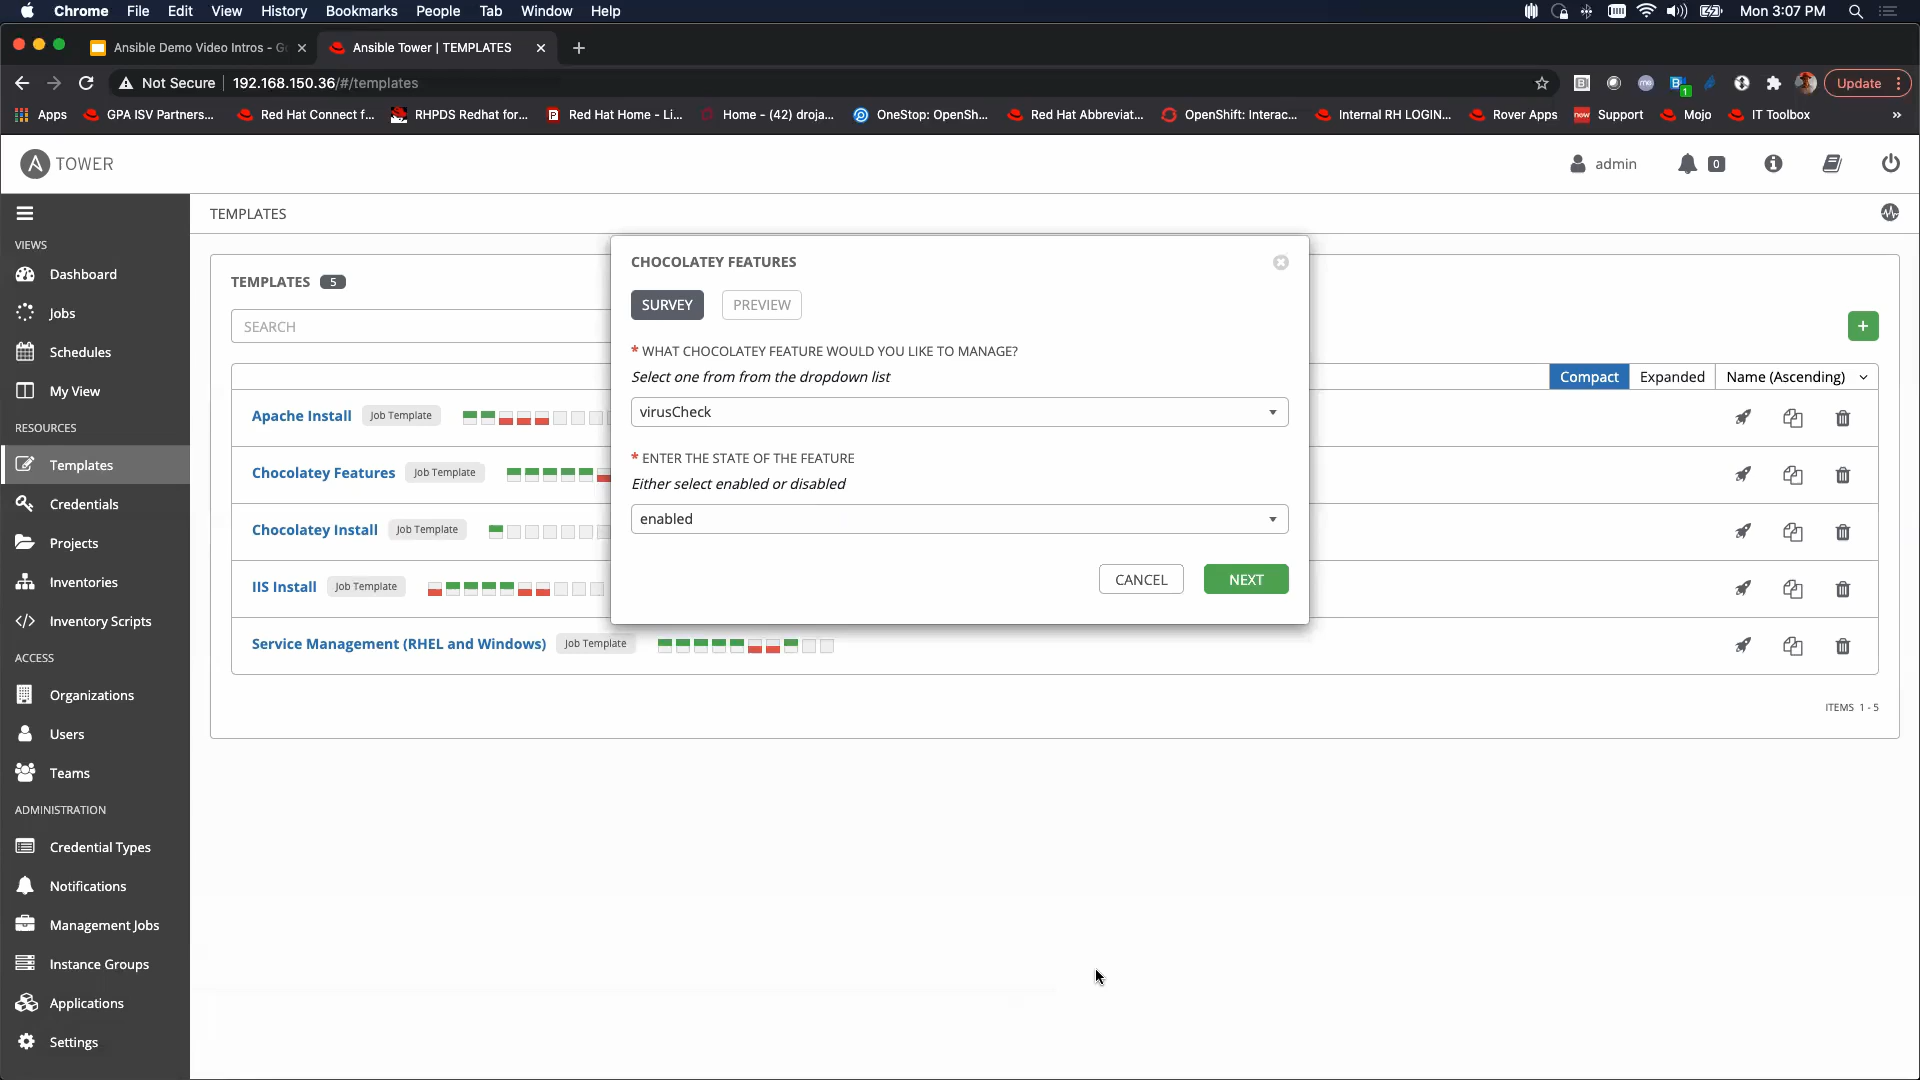 Chrome File Edit View History Bookmarks People Tab Window Help Mon 3:07 PM
Ansible Demo Video Intros - G Ansible Tower | TEMPLATES
Not Secure 192.168.150.36/#/templates Update
Apps GPA ISV Partners... Red Hat Connect f... RHPDS Redhat for... Red Hat Home - Li... Home - (42) droja... OneStop: OpenSh... Red Hat Abbreviat... OpenShift: Interac... Internal RH LOGIN... Rover Apps Support Mojo IT Toolbox »
TOWER admin 0
TEMPLATES
VIEWS
Dashboard
Jobs
Schedules
My View
RESOURCES
Templates
Credentials
Projects
Inventories
Inventory Scripts
ACCESS
Organizations
Users
Teams
ADMINISTRATION
Credential Types
Notifications
Management Jobs
Instance Groups
Applications
Settings
TEMPLATES 5
SEARCH
+
Compact Expanded Name (Ascending)
Apache Install Job Template
Chocolatey Features Job Template
Chocolatey Install Job Template
IIS Install Job Template
Service Management (RHEL and Windows) Job Template
ITEMS 1 - 5
CHOCOLATEY FEATURES
SURVEY PREVIEW
* WHAT CHOCOLATEY FEATURE WOULD YOU LIKE TO MANAGE?
Select one from from the dropdown list
virusCheck
* ENTER THE STATE OF THE FEATURE
Either select enabled or disabled
enabled
CANCEL NEXT